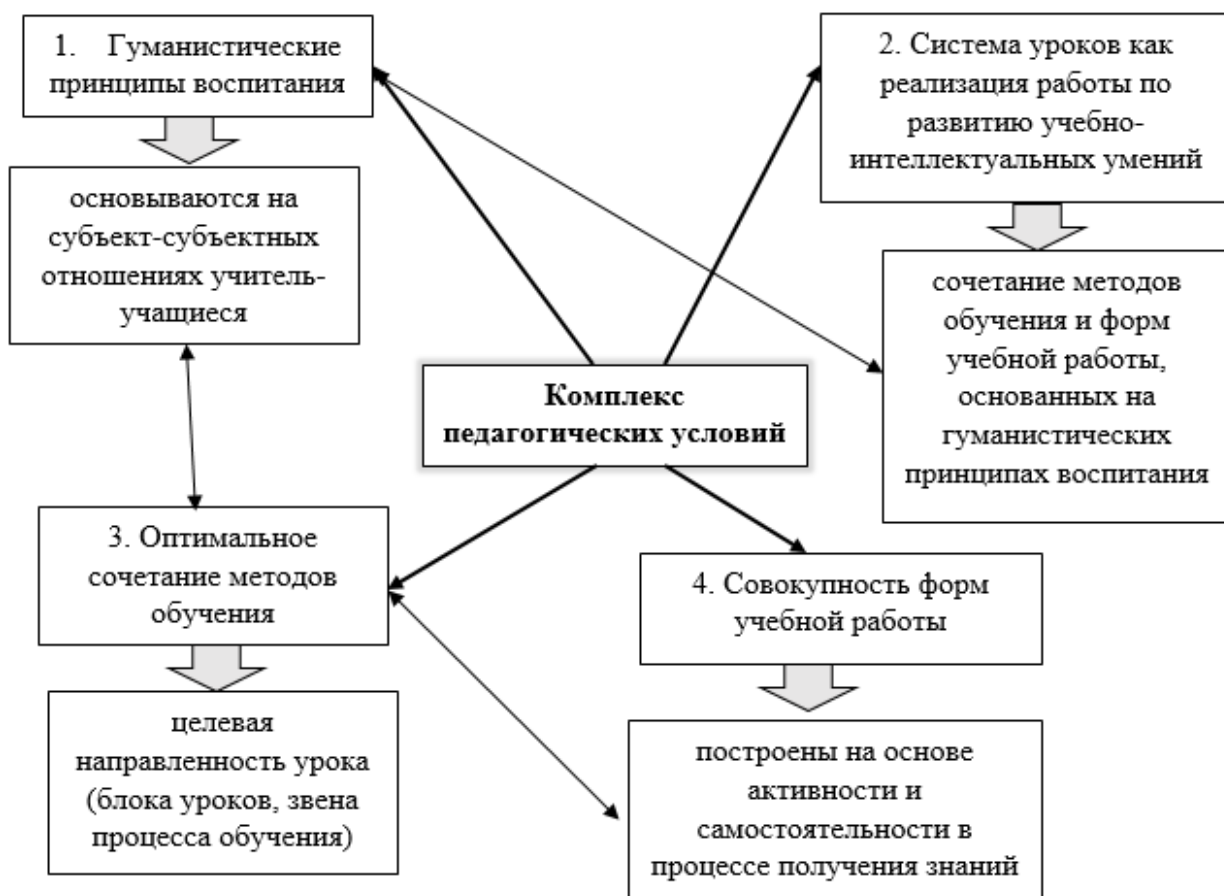 1. Гуманистические
принципы воспитания
основываются на
субъект-субъектных
отношениях учитель-
учащиеся
2. Система уроков как
реализация работы по
развитию учебно-
интеллектуальных умений
сочетание методов
обучения и форм
учебной работы,
основанных на
гуманистических
принципах воспитания
Комплекс
педагогических условий
3. Оптимальное
сочетание методов
обучения
целевая
направленность урока
(блока уроков, звена
процесса обучения)
4. Совокупность форм
учебной работы
построены на основе
активности и
самостоятельности в
процессе получения знаний